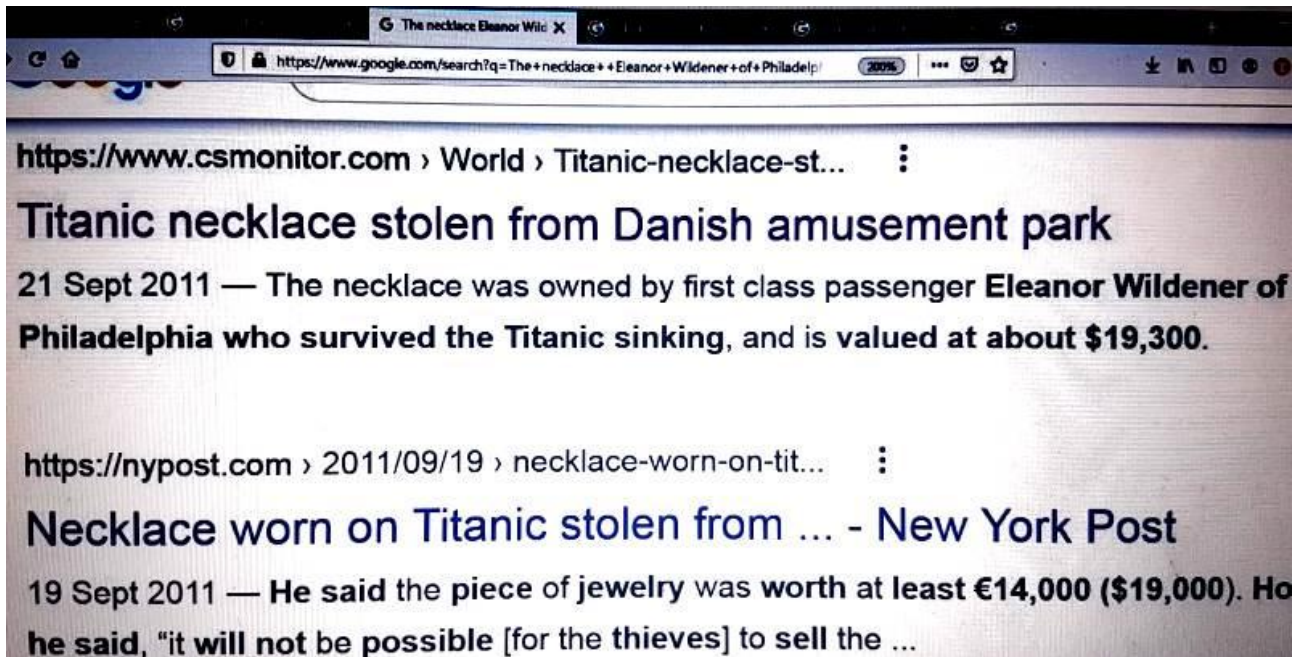 G The necklace Eleanor Wild X
https://www.google.com/search?q=The+necklace+ +Eleanor+Wildener+of+Philadelp
200%
https://www.csmonitor.com › World › Titanic-necklace-st...
Titanic necklace stolen from Danish amusement park
21 Sept 2011 — The necklace was owned by first class passenger Eleanor Wildener of
Philadelphia who survived the Titanic sinking, and is valued at about $19,300.
https://nypost.com › 2011/09/19 › necklace-worn-on-tit...
Necklace worn on Titanic stolen from ... - New York Post
19 Sept 2011 — He said the piece of jewelry was worth at least €14,000 ($19,000). Ho
he said, “it will not be possible [for the thieves] to sell the ...